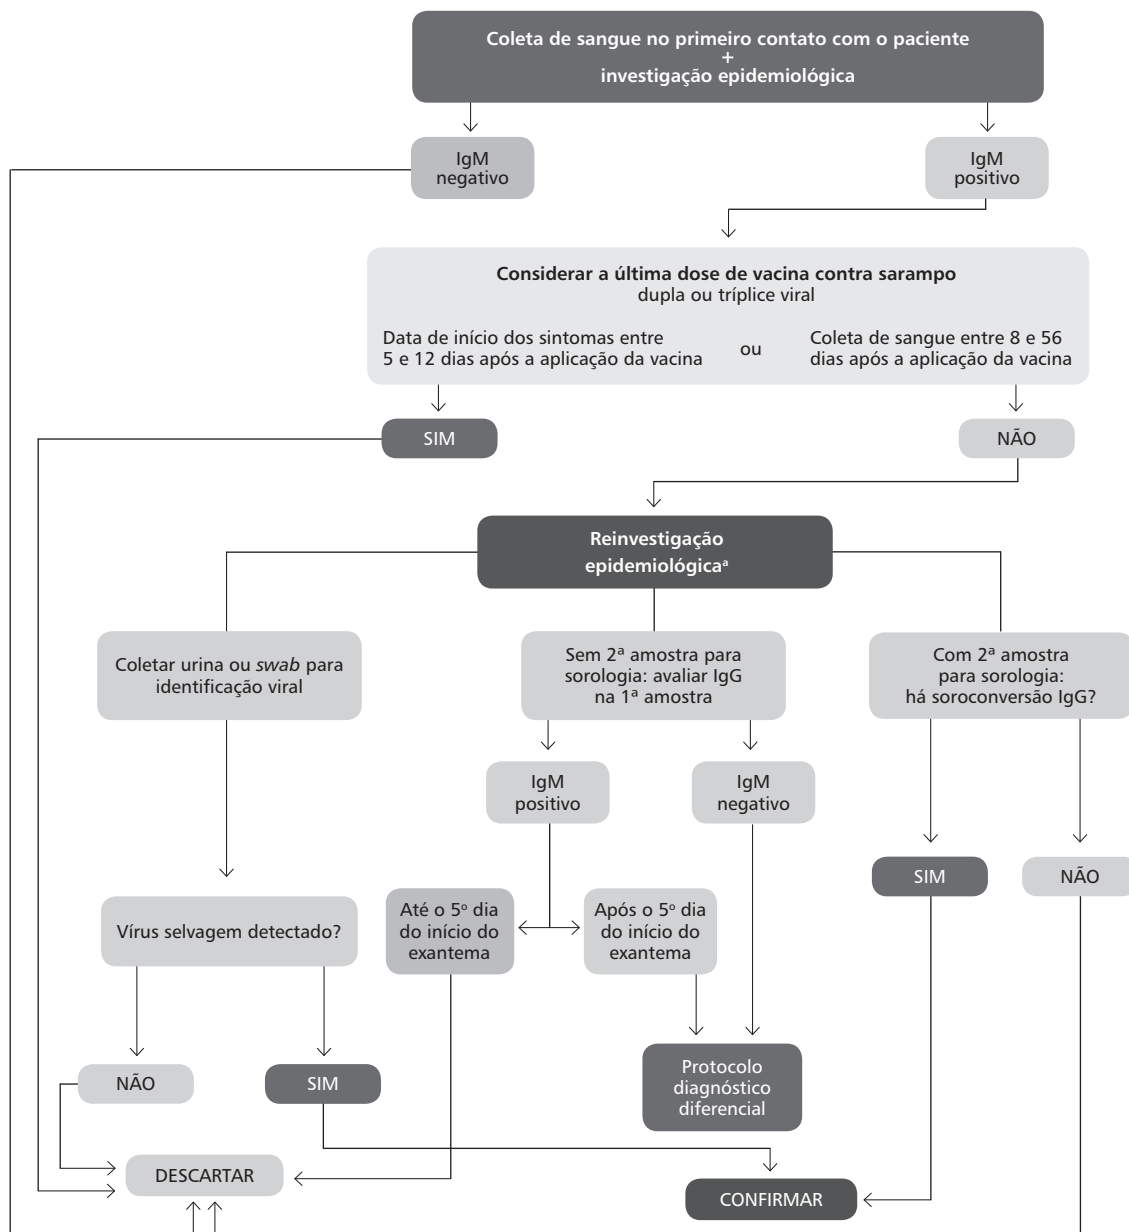 Coleta de sangue no primeiro contato com o paciente
+
investigação epidemiológica
IgM
negativo
IgM
positivo
Considerar a última dose de vacina contra sarampo
dupla ou tríplice viral
Data de início dos sintomas entre
5 e 12 dias após a aplicação da vacina
ou
Coleta de sangue entre 8 e 56
dias após a aplicação da vacina
SIM
NÃO
Reinvestigação
epidemiológicaᵃ
Coletar urina ou swab para
identificação viral
Sem 2ª amostra para
sorologia: avaliar IgG
na 1ª amostra
Com 2ª amostra
para sorologia:
há soroconversão IgG?
IgM
positivo
IgM
negativo
SIM
NÃO
Vírus selvagem detectado?
Até o 5º dia
do início do
exantema
Após o 5º dia
do início do
exantema
NÃO
SIM
Protocolo
diagnóstico
diferencial
DESCARTAR
CONFIRMAR